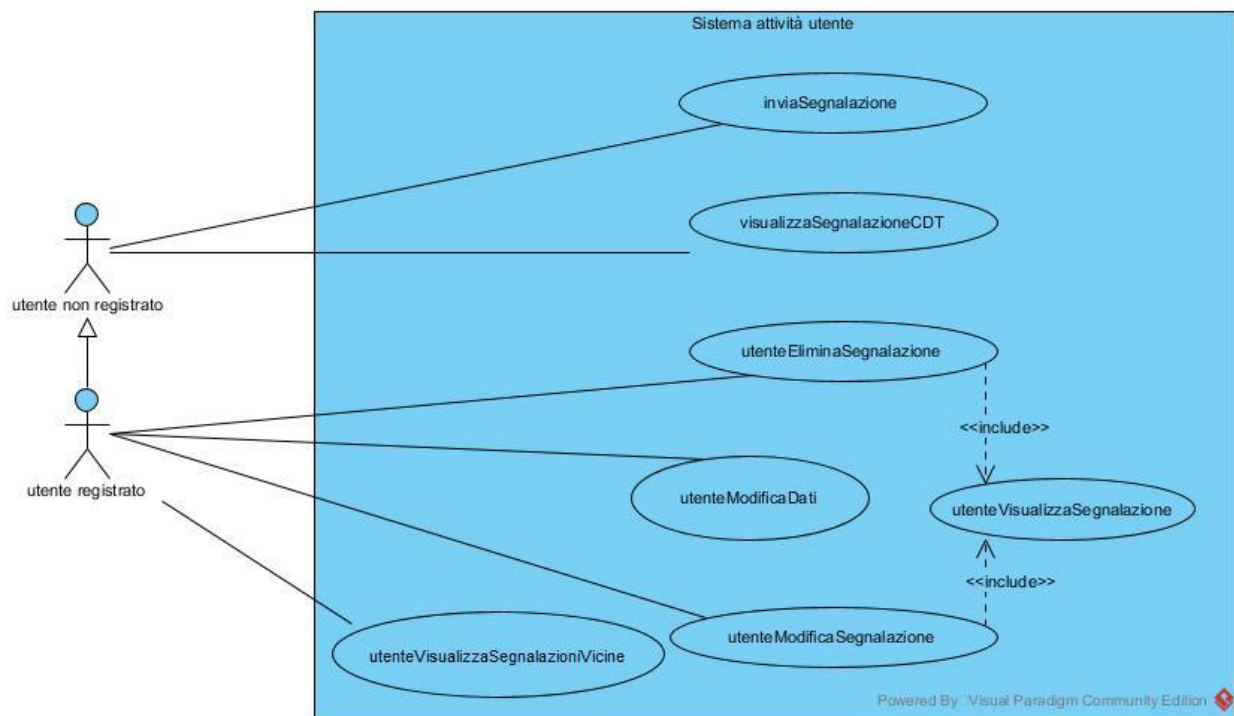 Sistema attività utente
inviaSegnalazione
visualizzaSegnalazioneCDT
utente non registrato
utenteEliminaSegnalazione
<<include>>
utente registrato
utenteModificaDati
utenteVisualizzaSegnalazione
<<include>>
utenteModificaSegnalazione
utenteVisualizzaSegnalazioniVicine
Powered By Visual Paradigm Community Edition